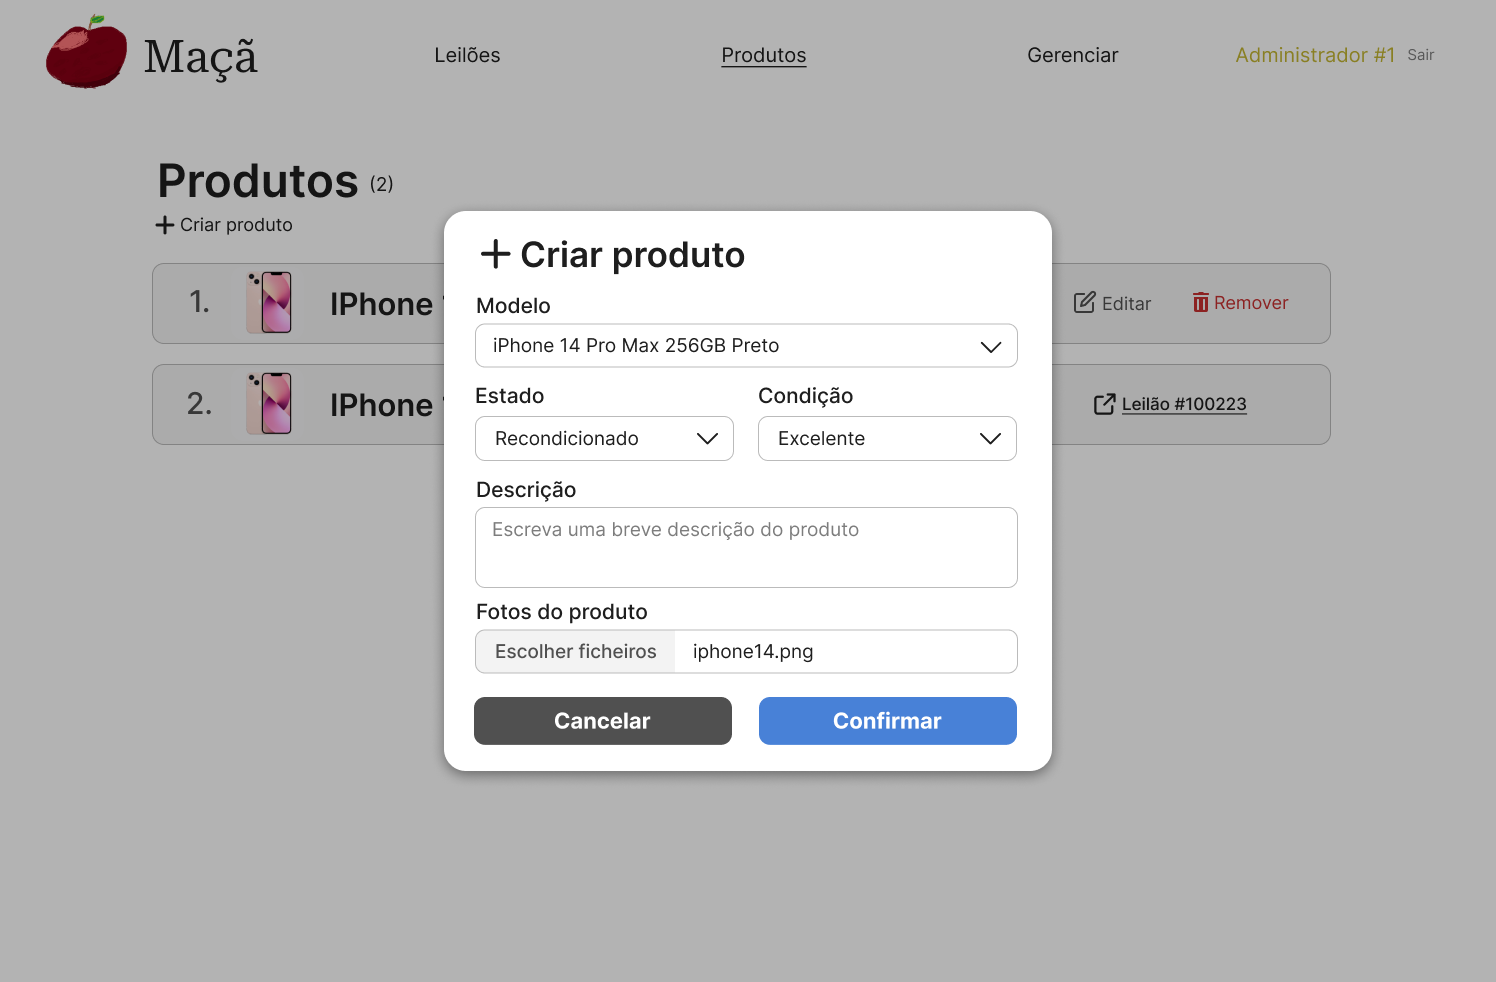 Maçã
Leilões
Produtos
Gerenciar
Administrador #1
Sair
Produtos (2)
Criar produto
1.
IPhone
Editar
Remover
2.
IPhone
Leilão #100223
Criar produto
Modelo
iPhone 14 Pro Max 256GB Preto
Estado
Condição
Recondicionado
Excelente
Descrição
Escreva uma breve descrição do produto
Fotos do produto
Escolher ficheiros
iphone14.png
Cancelar
Confirmar